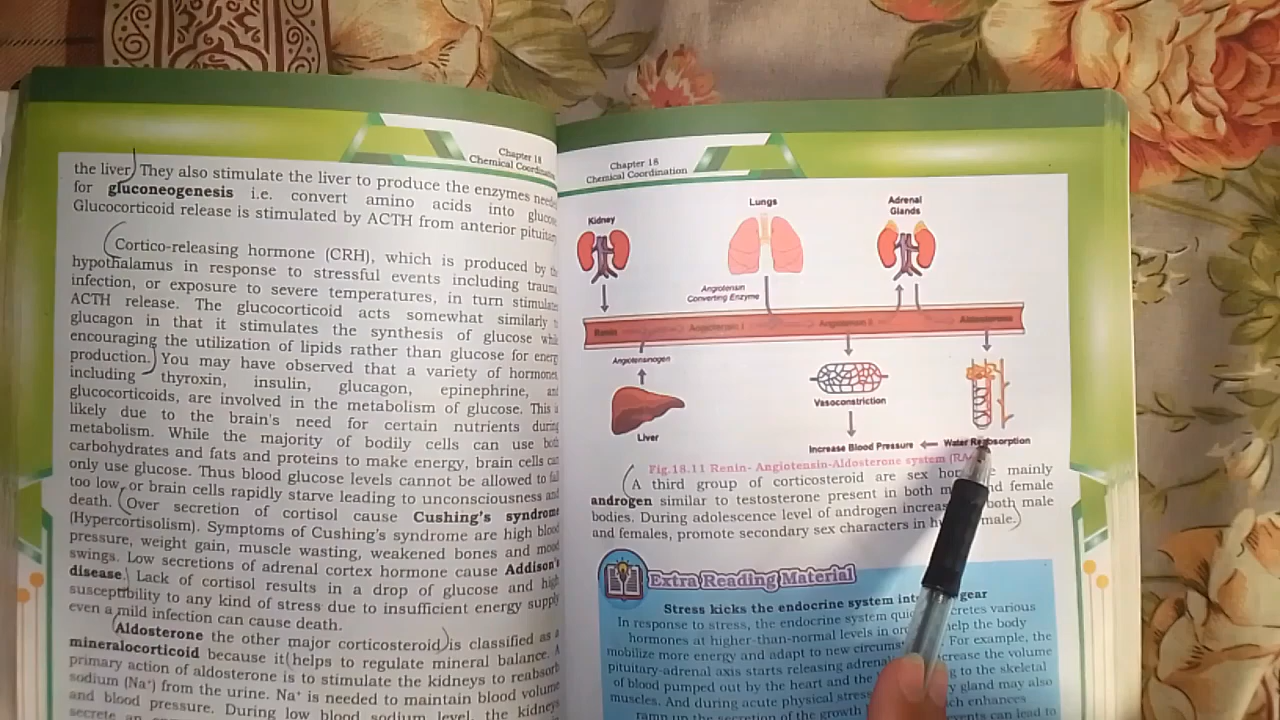 Chapter 18
Chemical
the liver) They also stimulate the liver to produce the enzymes
for gluconeogenesis i.e. convert amino acids into
Glucocorticoid release is stimulated by ACTH from anterior
Cortico-releasing hormone (CRH), which is produced by
hypothalamus in response to stressful events including trauma
infection, or exposure to severe temperatures, in turn
ACTH release. The glucocorticoid acts somewhat similarly
glucagon in that it stimulates the synthesis of glucose
encouraging the utilization of lipids rather than glucose for
production.) You may have observed that a variety of
including thyroxin, insulin, glucagon, epinephrine,
glucocorticoids, are involved in the metabolism of glucose. This
likely due to the brain's need for certain nutrients
metabolism. While the majority of bodily cells can use
carbohydrates and fats and proteins to make energy, brain cells
only use glucose. Thus blood glucose levels cannot be allowed to
too low, or brain cells rapidly starve leading to unconsciousness and
death. (Over secretion of cortisol cause Cushing's syndrome
(Hypercortisolism). Symptoms of Cushing's syndrome are high blood
pressure, weight gain, muscle wasting, weakened bones and mood
swings. Low secretions of adrenal cortex hormone cause Addison's
disease.) Lack of cortisol results in a drop of glucose and high
susceptibility to any kind of stress due to insufficient energy supply
even a mild infection can cause death.
(Aldosterone the other major corticosteroid) is classified as
mineralocorticoid because it (helps to regulate mineral balance.
primary action of aldosterone is to stimulate the kidneys to reabsorb
sodium (Na⁺) from the urine. Na⁺ is needed to maintain blood volume
and blood pressure. During low blood sodium level, the kidneys
Chapter 18
Chemical Coordination
Kidney
Lungs
Adrenal
Glands
Angiotensin
Converting Enzyme
Renin Angiotensin I Angiotensin II Aldosterone
Angiotensinogen
Liver
Vasoconstriction
Increase Blood Pressure Water Reabsorption
Fig.18.11 Renin- Angiotensin-Aldosterone system
(A third group of corticosteroid are sex mainly
androgen similar to testosterone present in both female
bodies. During adolescence level of androgen both male
and females, promote secondary sex characters in male.)
Extra Reading Material
Stress kicks the endocrine system gear
In response to stress, the endocrine system various
hormones at higher-than-normal levels in help the body
mobilize more energy and adapt to new For example, the
pituitary-adrenal axis starts releasing the volume
of blood pumped out by the heart and the to the skeletal
muscles. And during acute physical gland may also
ramp up the secretion of the growth enhances
can lead to